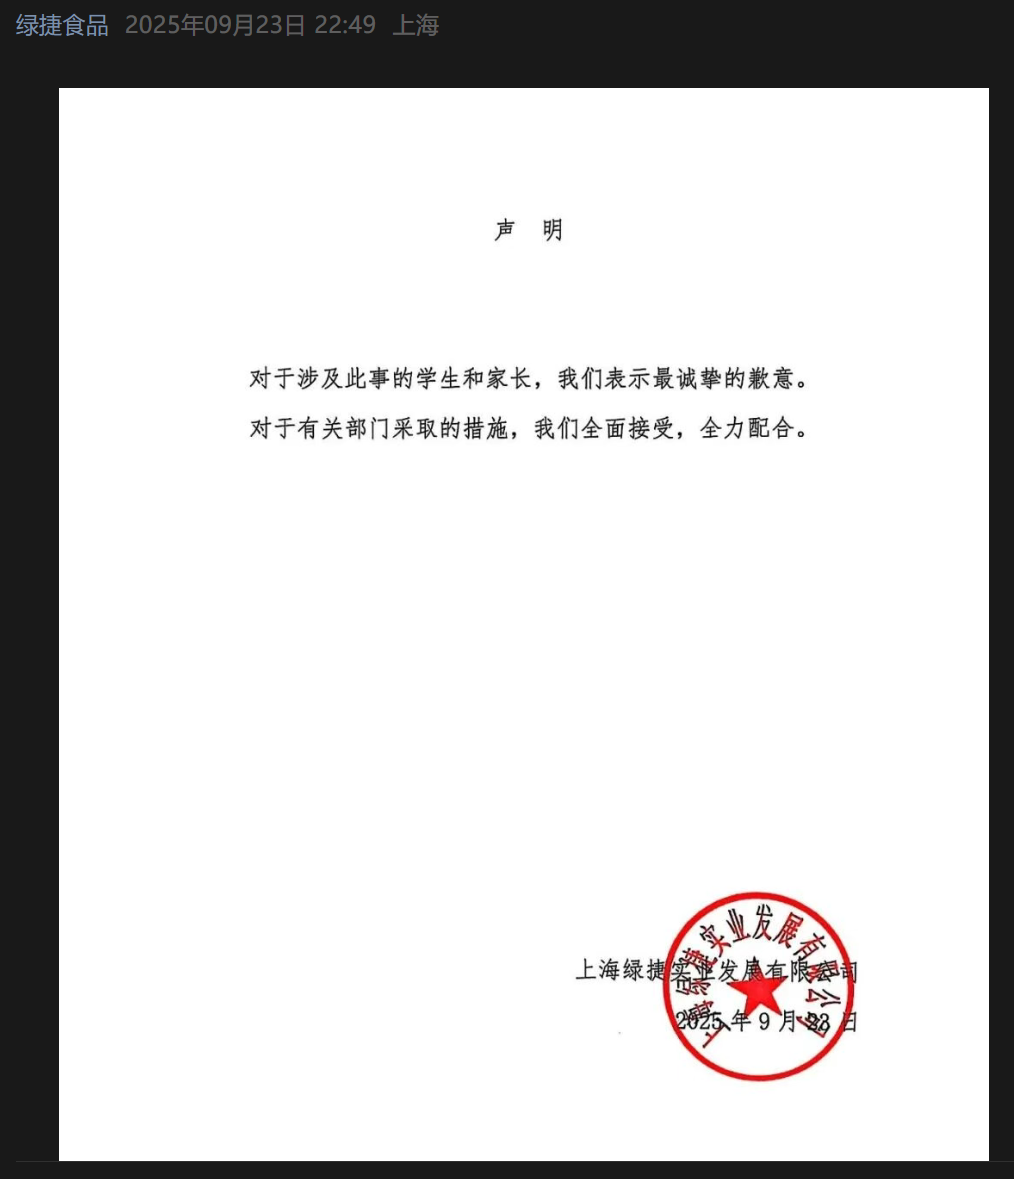 绿捷食品 2025年09月23日 22:49 上海
声 明
对于涉及此事的学生和家长，我们表示最诚挚的歉意。
对于有关部门采取的措施，我们全面接受，全力配合。
上海绿捷实业发展有限公司
2025 年 9 月 23 日
上海绿捷实业发展有限公司